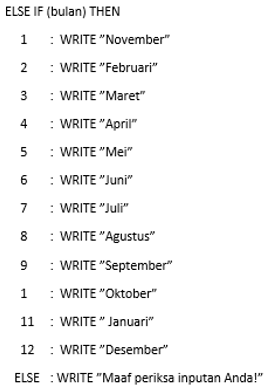 ELSE IF (bulan) THEN
1 : WRITE ”November”
2 : WRITE ”Februari”
3 : WRITE ”Maret”
4 : WRITE ”April”
5 : WRITE ”Mei”
6 : WRITE ”Juni”
7 : WRITE ”Juli”
8 : WRITE ”Agustus”
9 : WRITE ”September”
1 : WRITE ”Oktober”
11 : WRITE ” Januari”
12 : WRITE ”Desember”
ELSE : WRITE ”Maaf periksa inputan Anda!”